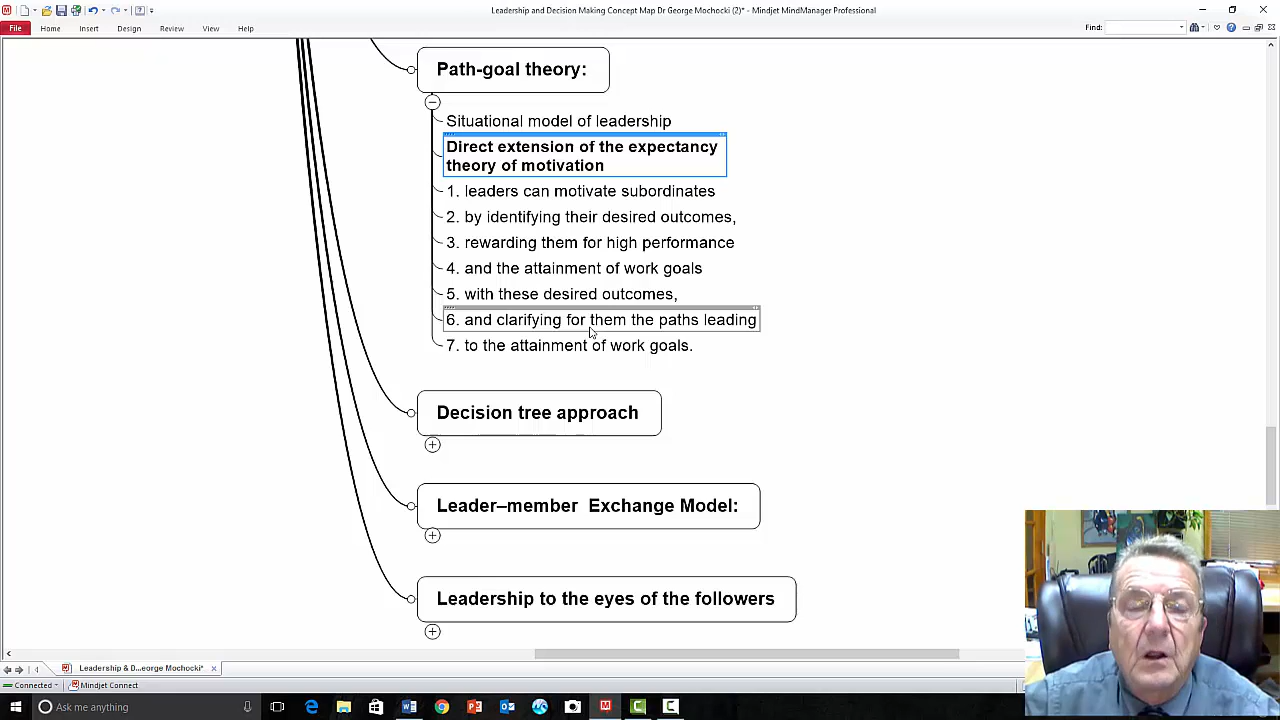 Leadership and Decision Making Concept Map Dr George Mochocki (2)* - Mindjet MindManager Professional
File Home Insert Design Review View Help Find:
Path-goal theory:
Situational model of leadership
Direct extension of the expectancy
theory of motivation
1. leaders can motivate subordinates
2. by identifying their desired outcomes,
3. rewarding them for high performance
4. and the attainment of work goals
5. with these desired outcomes,
6. and clarifying for them the paths leading
7. to the attainment of work goals.
Decision tree approach
Leader–member Exchange Model:
Leadership to the eyes of the followers
Leadership & D...eorge Mochocki*
Connected Mindjet Connect
Ask me anything